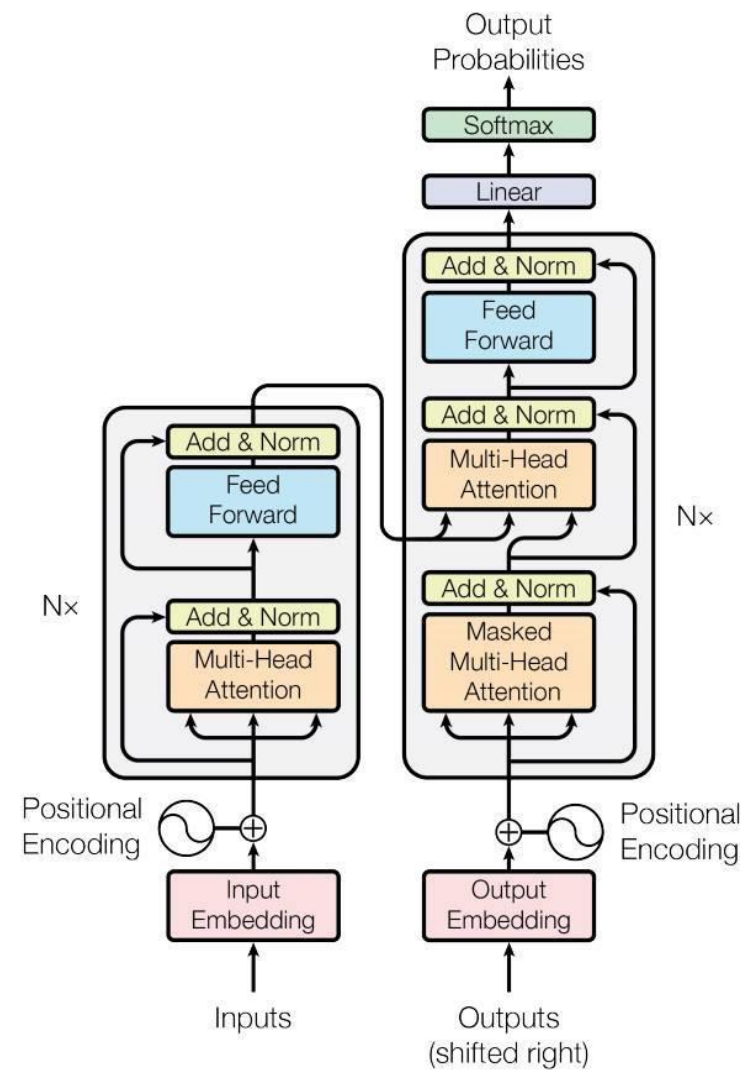 Output
Probabilities
Softmax
Linear
Add & Norm
Feed
Forward
Add & Norm
Multi-Head
Attention
Nx
Add & Norm
Masked
Multi-Head
Attention
Add & Norm
Feed
Forward
Nx
Add & Norm
Multi-Head
Attention
Positional
Encoding
Positional
Encoding
Input
Embedding
Output
Embedding
Inputs
Outputs
(shifted right)